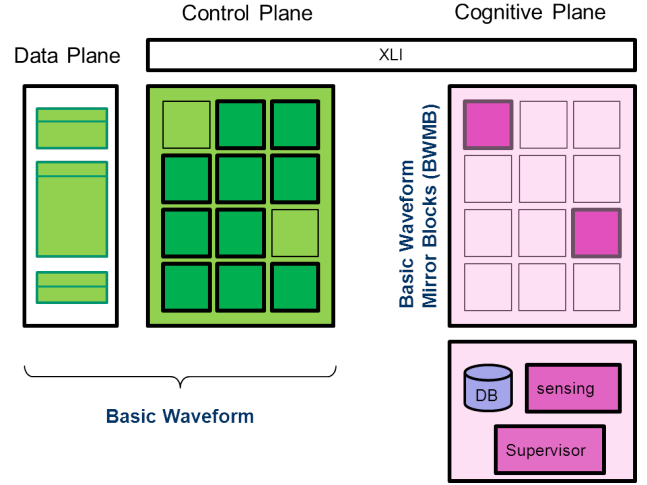 Control Plane
Cognitive Plane
Data Plane
XLI
Basic Waveform
Mirror Blocks (BWMB)
DB
sensing
Supervisor
Basic Waveform